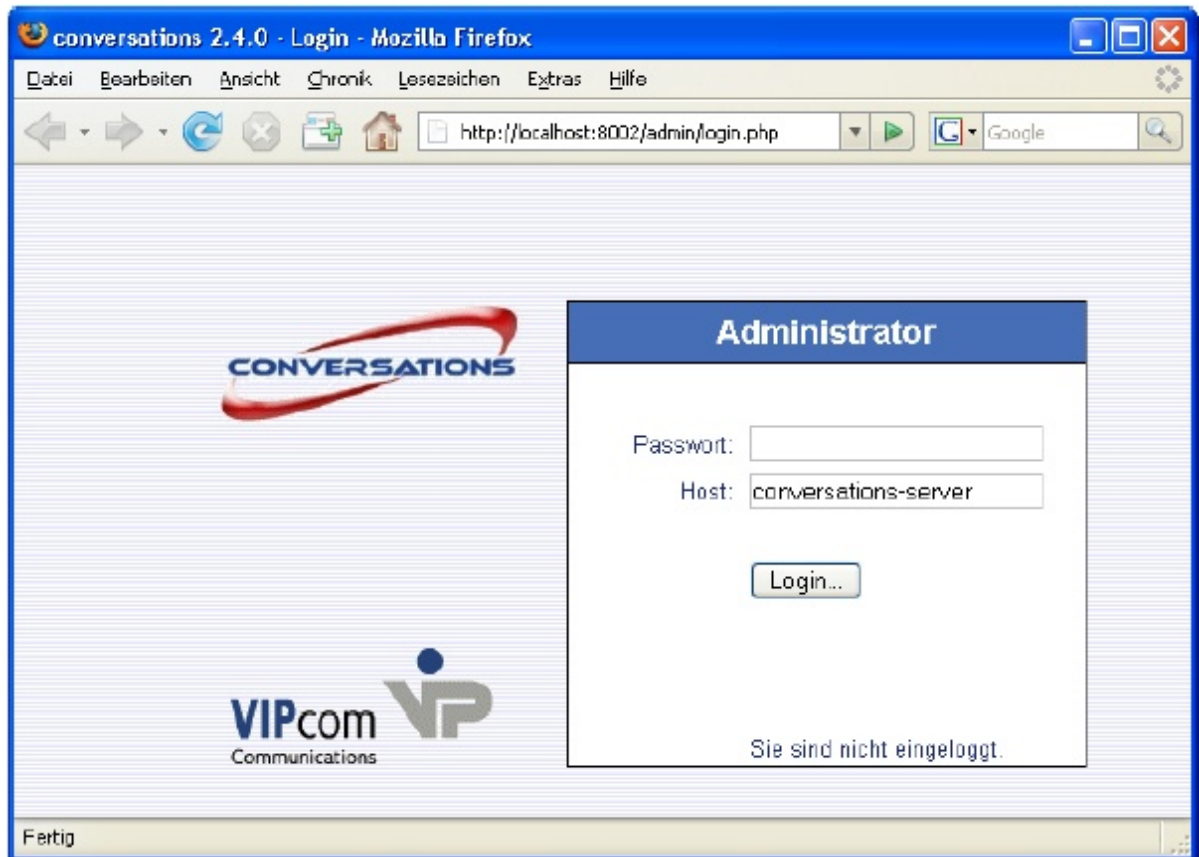 conversations 2.4.0 - Login - Mozilla Firefox
Datei Bearbeiten Ansicht Chronik Lesezeichen Extras Hilfe
http://localhost:8002/admin/login.php
G Google
CONVERSATIONS
Administrator
Passwort:
Host: conversations-server
Login...
VIPcom VIP
Communications
Sie sind nicht eingeloggt.
Fertig